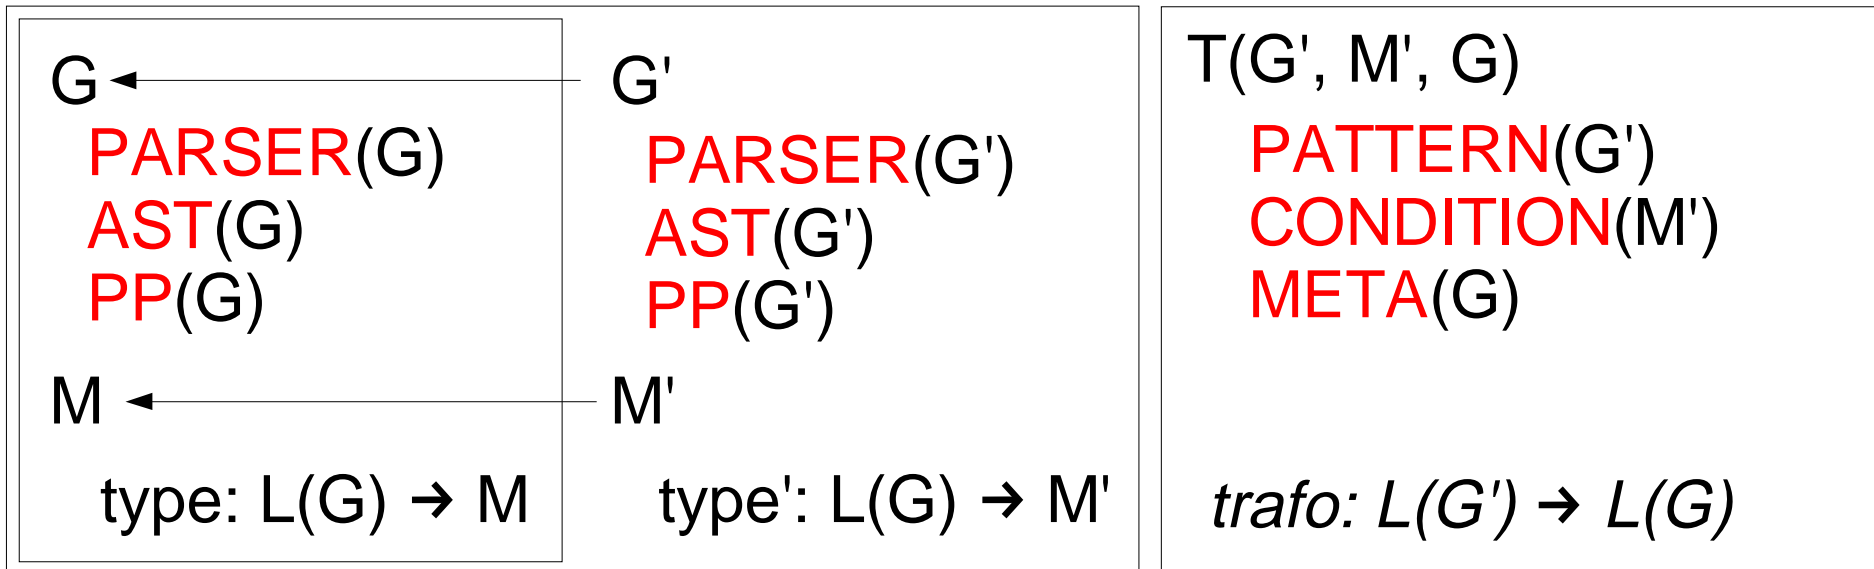 G
PARSER(G)
AST(G)
PP(G)
M
type: L(G) → M
G'
PARSER(G')
AST(G')
PP(G')
M'
type': L(G) → M'
T(G', M', G)
PATTERN(G')
CONDITION(M')
META(G)
trafo: L(G') → L(G)